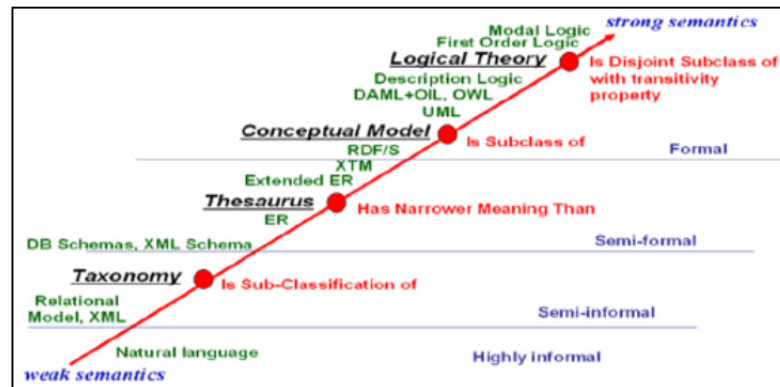 strong semantics
Modal Logic
First Order Logic
Logical Theory
Is Disjoint Subclass of
with transitivity
property
Description Logic
DAML+OIL, OWL
UML
Conceptual Model
Is Subclass of
RDF/S
Formal
XTM
Extended ER
Thesaurus
Has Narrower Meaning Than
ER
DB Schemas, XML Schema
Semi-formal
Taxonomy
Is Sub-Classification of
Relational
Model, XML
Semi-informal
Natural language
Highly informal
weak semantics